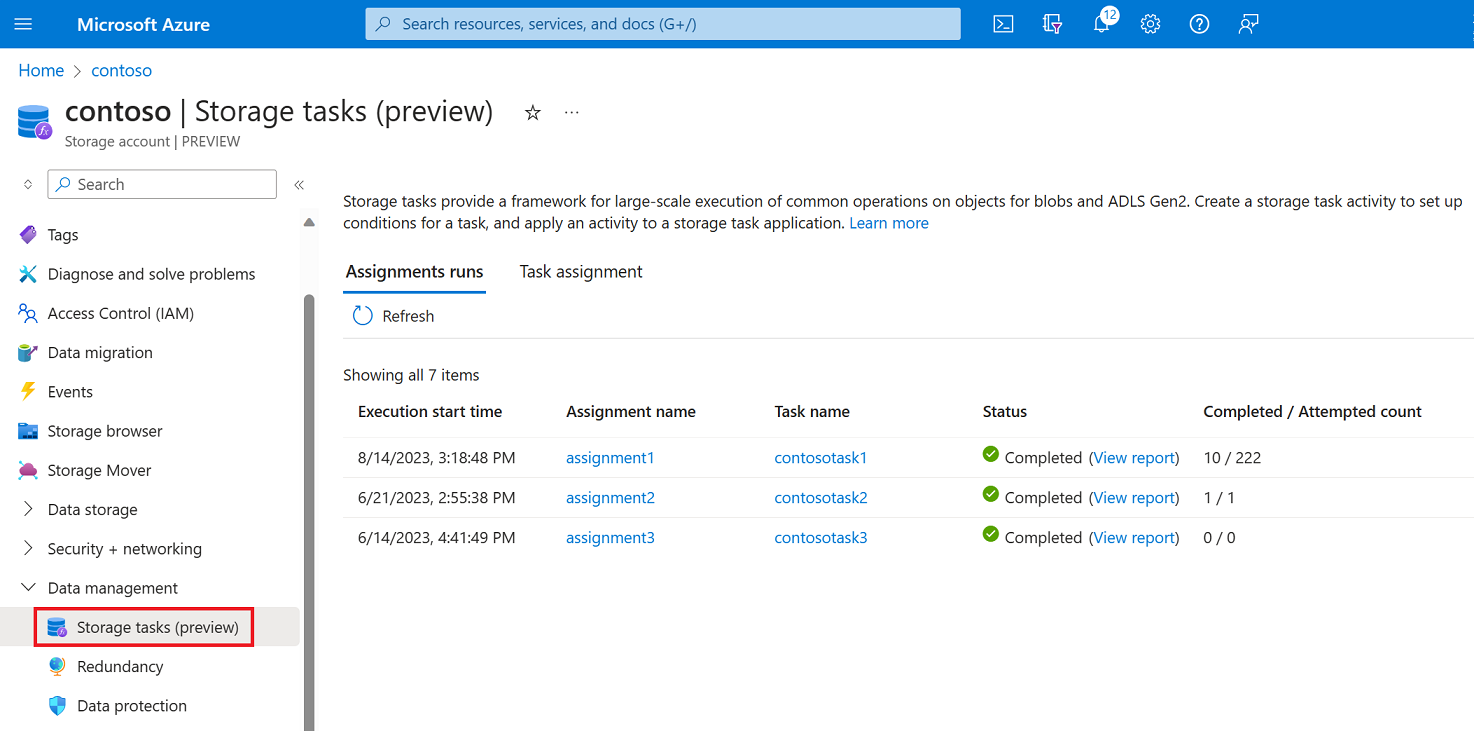 Microsoft Azure
Search resources, services, and docs (G+/)
12
Home > contoso
contoso | Storage tasks (preview)
Storage account | PREVIEW
Search
Tags
Diagnose and solve problems
Access Control (IAM)
Data migration
Events
Storage browser
Storage Mover
Data storage
Security + networking
Data management
Storage tasks (preview)
Redundancy
Data protection
Storage tasks provide a framework for large-scale execution of common operations on objects for blobs and ADLS Gen2. Create a storage task activity to set up
conditions for a task, and apply an activity to a storage task application. Learn more
Assignments runs Task assignment
Refresh
Showing all 7 items
Execution start time Assignment name Task name Status Completed / Attempted count
8/14/2023, 3:18:48 PM assignment1 contosotask1 Completed (View report) 10 / 222
6/21/2023, 2:55:38 PM assignment2 contosotask2 Completed (View report) 1 / 1
6/14/2023, 4:41:49 PM assignment3 contosotask3 Completed (View report) 0 / 0